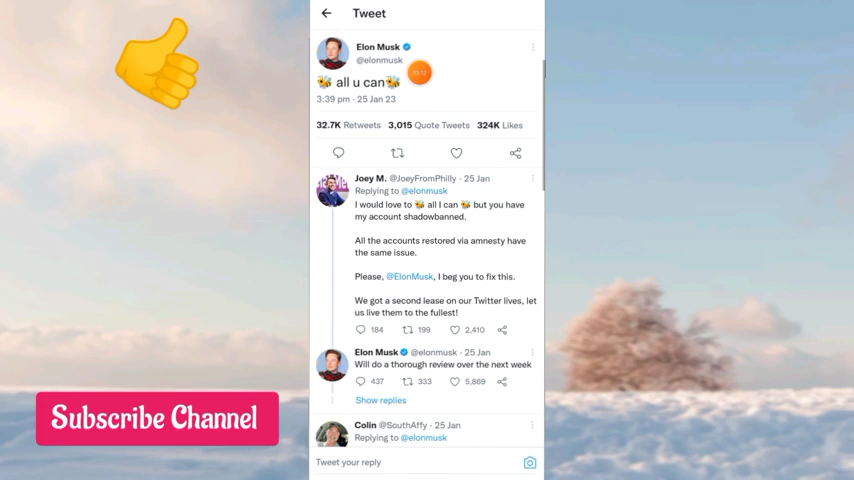 Tweet
Elon Musk
@elonmusk
🐝 all u can🐝
3:39 pm · 25 Jan 23
32.7K Retweets 3,015 Quote Tweets 324K Likes
Joey M. @JoeyFromPhilly · 25 Jan
Replying to @elonmusk
I would love to 🐝 all I can 🐝 but you have
my account shadowbanned.
All the accounts restored via amnesty have
the same issue.
Please, @ElonMusk, I beg you to fix this.
We got a second lease on our Twitter lives, let
us live them to the fullest!
184 199 2,410
Elon Musk @elonmusk · 25 Jan
Will do a thorough review over the next week
437 333 5,869
Show replies
Colin @SouthAffy · 25 Jan
Replying to @elonmusk
Tweet your reply
Subscribe Channel